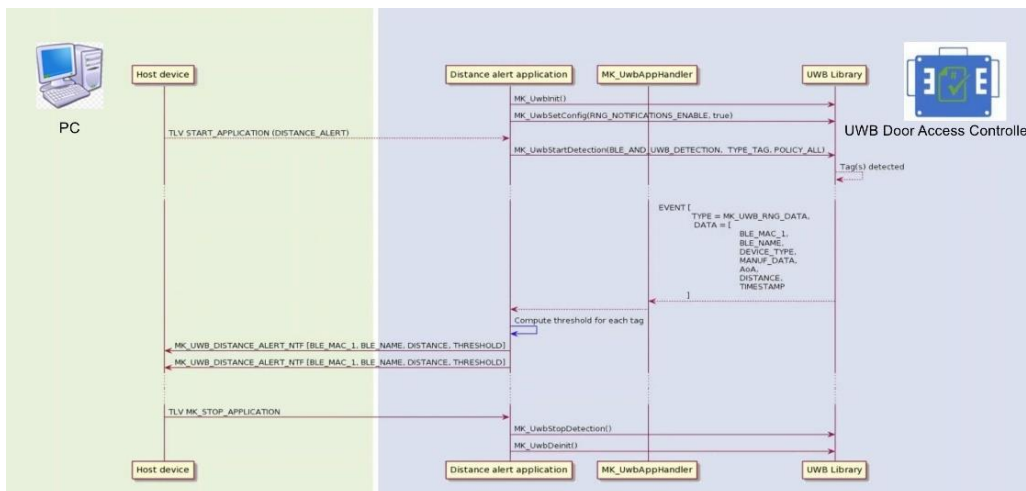 Host device
Distance alert application
MK_UwbAppHandler
UWB Library
PC
UWB Door Access Controlle
MK_UwbInit()
MK_UwbSetConfig(RNG_NOTIFICATIONS_ENABLE, true)
TLV START_APPLICATION (DISTANCE_ALERT)
MK_UwbStartDetection(BLE_AND_UWB_DETECTION, TYPE_TAG, POLICY_ALL)
Tag(s) detected
EVENT [
TYPE = MK_UWB_RNG_DATA,
DATA = [
BLE_MAC_1,
BLE_NAME,
DEVICE_TYPE,
MANUF_DATA,
AoA,
DISTANCE,
TIMESTAMP
]
Compute threshold for each tag
MK_UWB_DISTANCE_ALERT_NTF [BLE_MAC_1, BLE_NAME, DISTANCE, THRESHOLD]
MK_UWB_DISTANCE_ALERT_NTF [BLE_MAC_1, BLE_NAME, DISTANCE, THRESHOLD]
TLV MK_STOP_APPLICATION
MK_UwbStopDetection()
MK_UwbDeinit()
Host device
Distance alert application
MK_UwbAppHandler
UWB Library